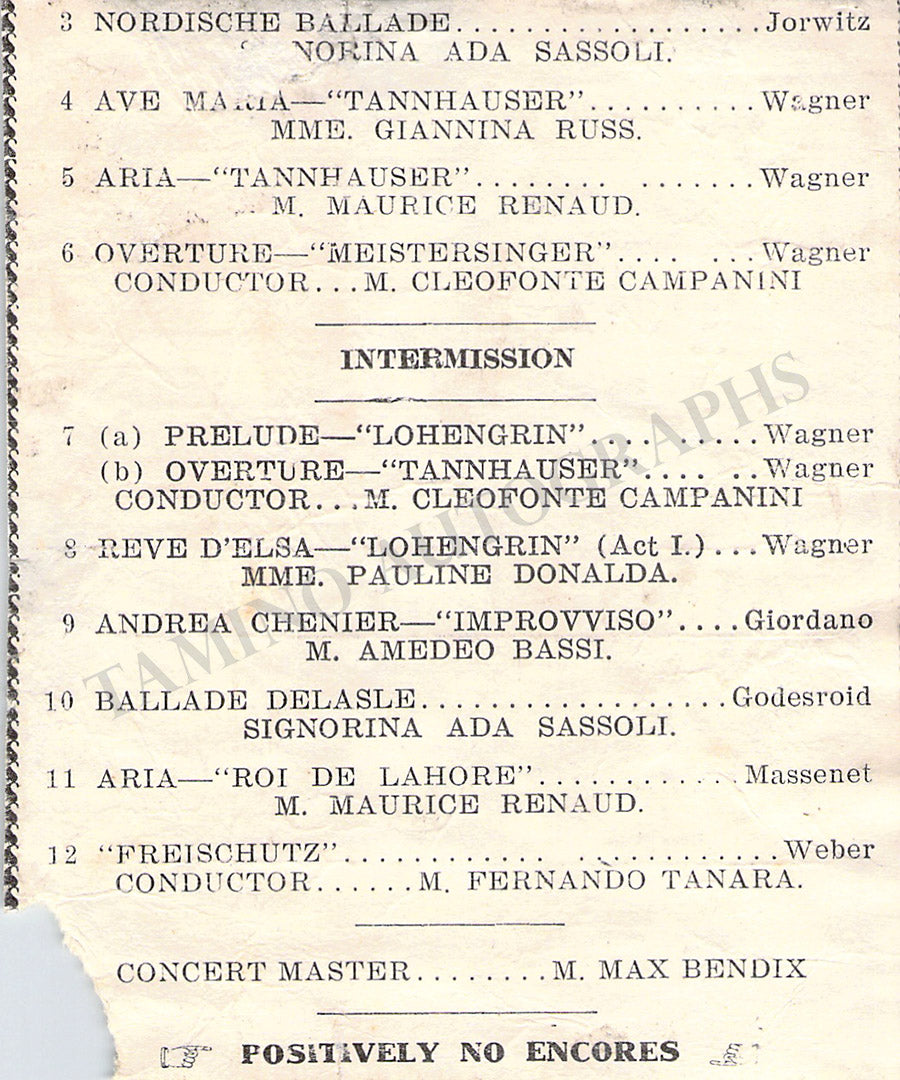 3 NORDISCHE BALLADE..................Jorwitz
NORINA ADA SASSOLI.
4 AVE MARIA—“TANNHAUSER”..........Wagner
MME. GIANNINA RUSS.
5 ARIA—“TANNHAUSER”........ .......Wagner
M. MAURICE RENAUD.
6 OVERTURE—“MEISTERSINGER”.... ...Wagner
CONDUCTOR...M. CLEOFONTE CAMPANINI
INTERMISSION
7 (a) PRELUDE—“LOHENGRIN”.... .....Wagner
(b) OVERTURE—“TANNHAUSER”.... ..Wagner
CONDUCTOR...M. CLEOFONTE CAMPANINI
8 REVE D’ELSA—“LOHENGRIN” (Act I.)...Wagner
MME. PAULINE DONALDA.
9 ANDREA CHENIER—“IMPROVVISO”....Giordano
M. AMEDEO BASSI.
10 BALLADE DELASLE..................Godesroid
SIGNORINA ADA SASSOLI.
11 ARIA—“ROI DE LAHORE”............Massenet
M. MAURICE RENAUD.
12 “FREISCHUTZ”............ ............Weber
CONDUCTOR......M. FERNANDO TANARA.
CONCERT MASTER........M. MAX BENDIX
POSITIVELY NO ENCORES
TAMINO AUTOGRAPHS